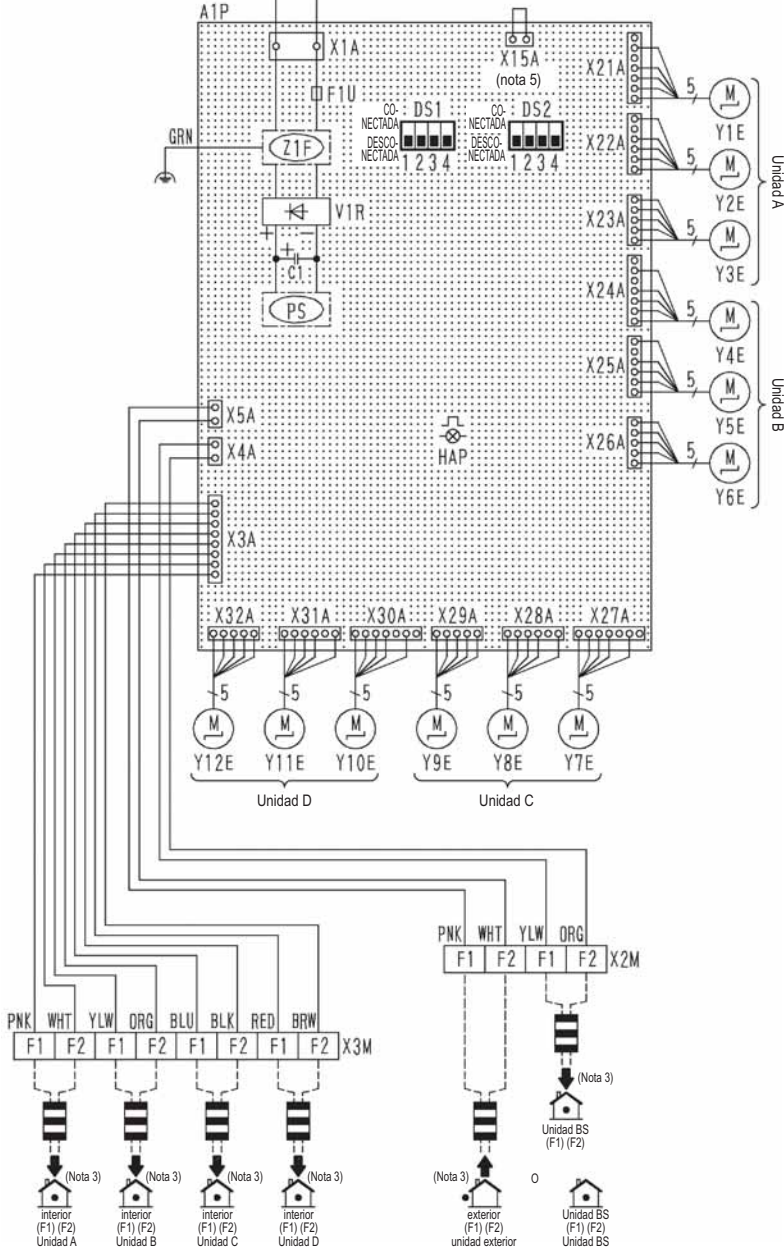 A1P
X1A
X15A
(nota 5)
X21A
F1U
CO-
NECTADA
DS1
DESCO-
NECTADA
1 2 3 4
CO-
NECTADA
DS2
DESCO-
NECTADA
1 2 3 4
5
M
Y1E
GRN
Z1F
X22A
5
M
Y2E
Unidad A
V1R
+ −
X23A
5
M
Y3E
+
C1
X24A
PS
5
M
Y4E
X25A
5
M
Y5E
Unidad B
X5A
X4A
HAP
X26A
5
M
Y6E
X3A
X32A X31A X30A X29A X28A X27A
5 5 5 5 5 5
M M M M M M
Y12E Y11E Y10E Y9E Y8E Y7E
Unidad D Unidad C
PNK WHT YLW ORG
F1 F2 F1 F2 X2M
PNK WHT YLW ORG BLU BLK RED BRW
F1 F2 F1 F2 F1 F2 F1 F2 X3M
(Nota 3)
Unidad BS
(F1) (F2)
(Nota 3) (Nota 3) (Nota 3) (Nota 3) (Nota 3) O
interior interior interior interior exterior Unidad BS
(F1) (F2) (F1) (F2) (F1) (F2) (F1) (F2) (F1) (F2) (F1) (F2)
Unidad A Unidad B Unidad C Unidad D unidad exterior Unidad BS